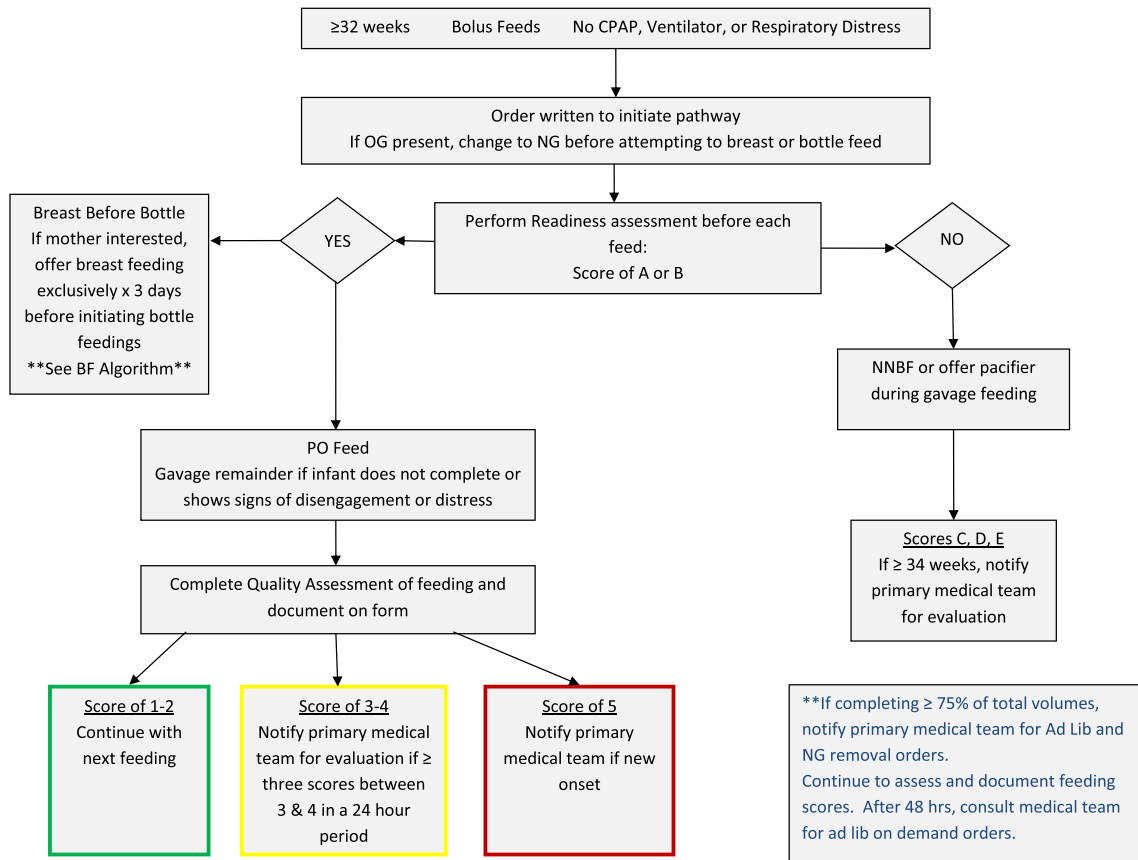 ≥32 weeks Bolus Feeds No CPAP, Ventilator, or Respiratory Distress
Order written to initiate pathway
If OG present, change to NG before attempting to breast or bottle feed
Breast Before Bottle
If mother interested,
offer breast feeding
exclusively x 3 days
before initiating bottle
feedings
**See BF Algorithm**
YES
Perform Readiness assessment before each
feed:
Score of A or B
NO
NNBF or offer pacifier
during gavage feeding
PO Feed
Gavage remainder if infant does not complete or
shows signs of disengagement or distress
Scores C, D, E
If ≥ 34 weeks, notify
primary medical team
for evaluation
Complete Quality Assessment of feeding and
document on form
Score of 1-2
Continue with
next feeding
Score of 3-4
Notify primary medical
team for evaluation if ≥
three scores between
3 & 4 in a 24 hour
period
Score of 5
Notify primary
medical team if new
onset
**If completing ≥ 75% of total volumes,
notify primary medical team for Ad Lib and
NG removal orders.
Continue to assess and document feeding
scores. After 48 hrs, consult medical team
for ad lib on demand orders.